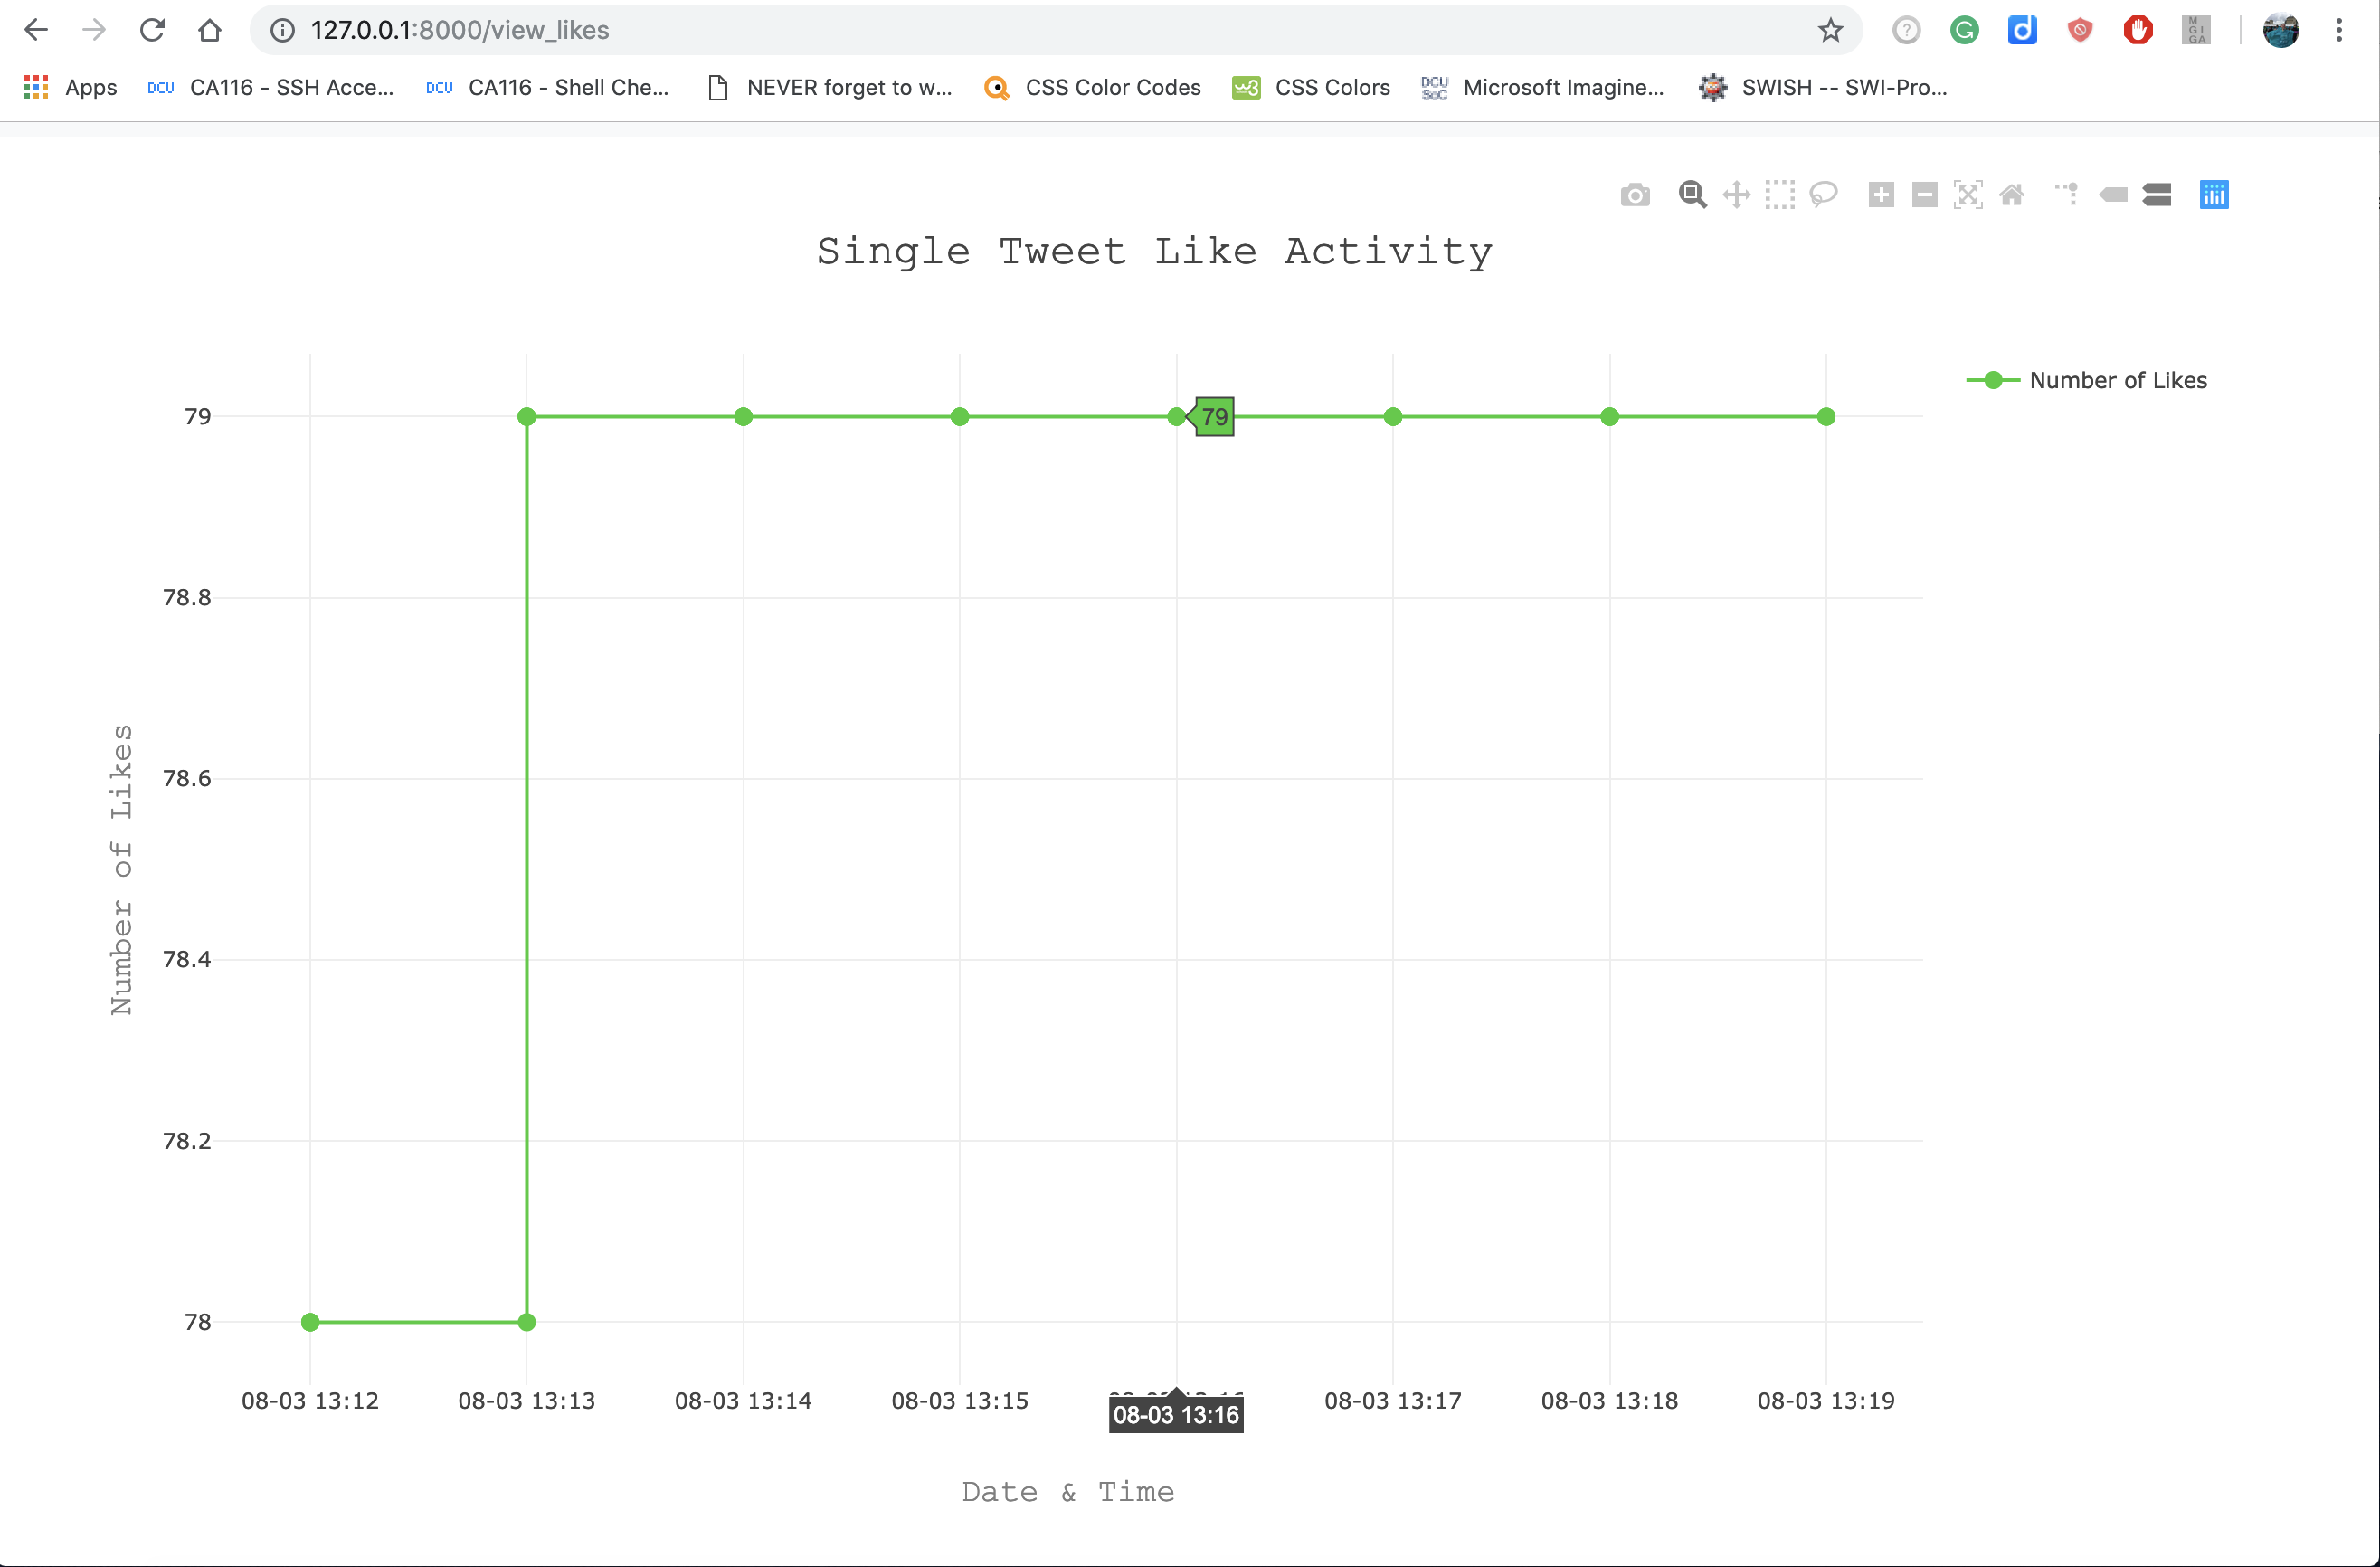 127.0.0.1:8000/view_likes
Apps DCU CA116 - SSH Acce... DCU CA116 - Shell Che... NEVER forget to w... CSS Color Codes w3 CSS Colors DCU SoC Microsoft Imagine... SWISH -- SWI-Pro...
Single Tweet Like Activity
Number of Likes
79
79
78.8
78.6
78.4
78.2
78
Number of Likes
08-03 13:12 08-03 13:13 08-03 13:14 08-03 13:15 08-03 13:16 08-03 13:17 08-03 13:18 08-03 13:19
Date & Time